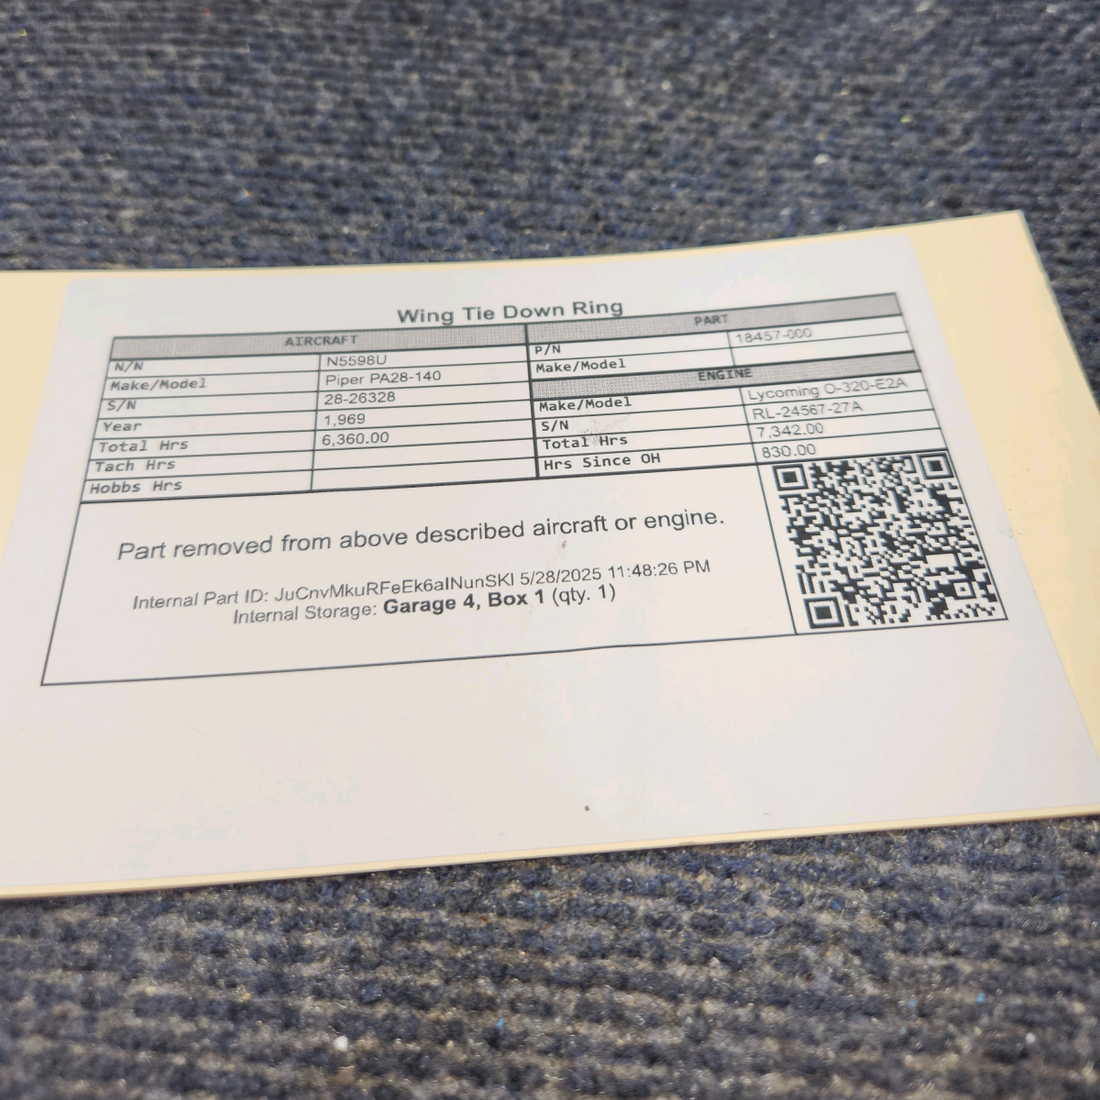 Wing Tie Down Ring
AIRCRAFT
N/N N5598U
Make/Model Piper PA28-140
S/N 28-26328
Year 1,969
Total Hrs 6,360.00
Tach Hrs
Hobbs Hrs
PART
P/N 18457-000
Make/Model
ENGINE
Make/Model Lycoming O-320-E2A
S/N RL-24567-27A
Total Hrs 7,342.00
Hrs Since OH 830.00
Part removed from above described aircraft or engine.
Internal Part ID: JuCnvMkuRFeEk6aINunSKI 5/28/2025 11:48:26 PM
Internal Storage: Garage 4, Box 1 (qty. 1)